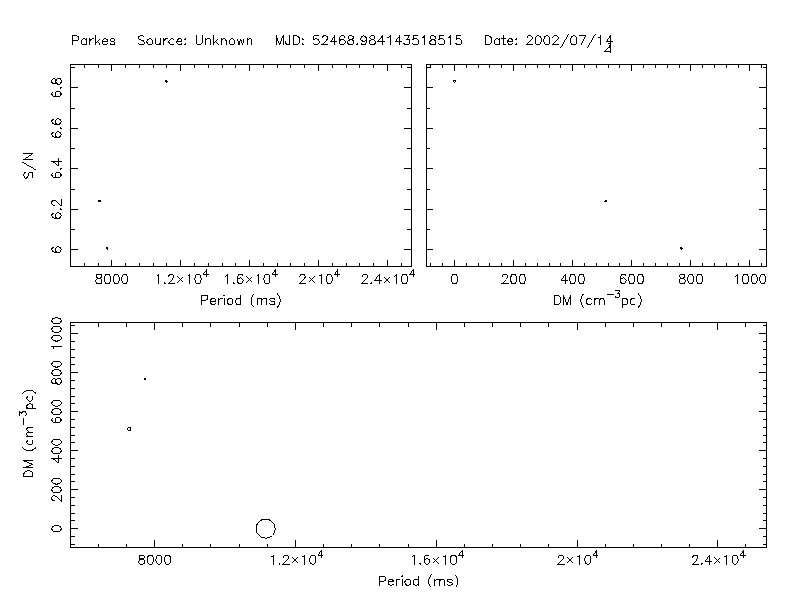 Parkes Source: Unknown MJD: 52468.984143518515 Date: 2002/07/14
S/N
6 6.2 6.4 6.6 6.8
8000 1.2×10⁴ 1.6×10⁴ 2×10⁴ 2.4×10⁴
Period (ms)
0 200 400 600 800 1000
DM (cm⁻³pc)
DM (cm⁻³pc)
0 200 400 600 800 1000
8000 1.2×10⁴ 1.6×10⁴ 2×10⁴ 2.4×10⁴
Period (ms)